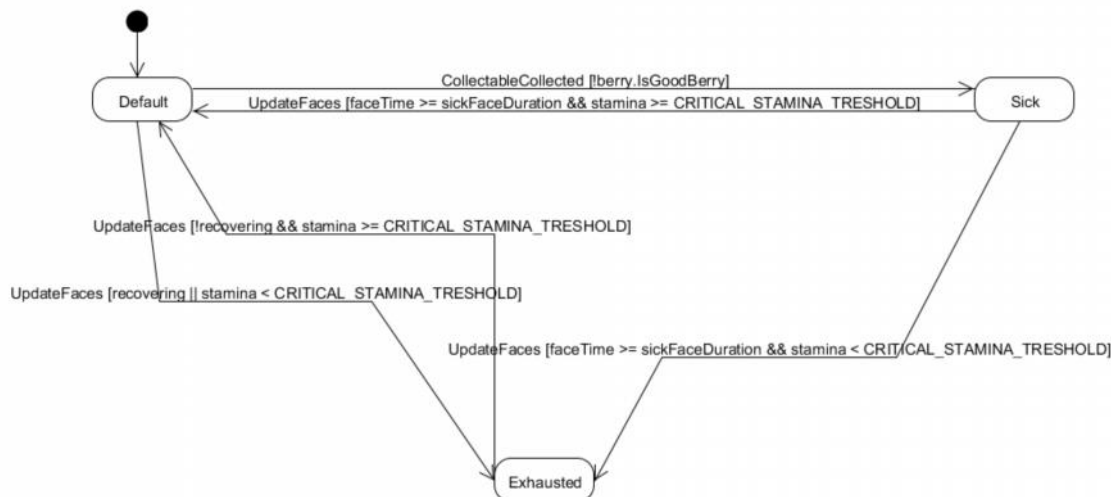 CollectableCollected [!berry.IsGoodBerry]
Default
UpdateFaces [faceTime >= sickFaceDuration && stamina >= CRITICAL_STAMINA_TRESHOLD]
Sick
UpdateFaces [!recovering && stamina >= CRITICAL_STAMINA_TRESHOLD]
UpdateFaces [recovering || stamina < CRITICAL_STAMINA_TRESHOLD]
UpdateFaces [faceTime >= sickFaceDuration && stamina < CRITICAL_STAMINA_TRESHOLD]
Exhausted